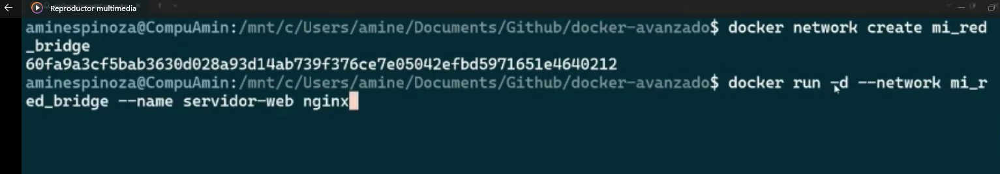 Reproductor multimedia
aminespinoza@CompuAmin:/mnt/c/Users/amine/Documents/Github/docker-avanzado$ docker network create mi_red
_bridge
60fa9a3cf5bab3630d028a93d14ab739f376ce7e05042efbd5971651e4640212
aminespinoza@CompuAmin:/mnt/c/Users/amine/Documents/Github/docker-avanzado$ docker run -d --network mi_r
ed_bridge --name servidor-web nginx